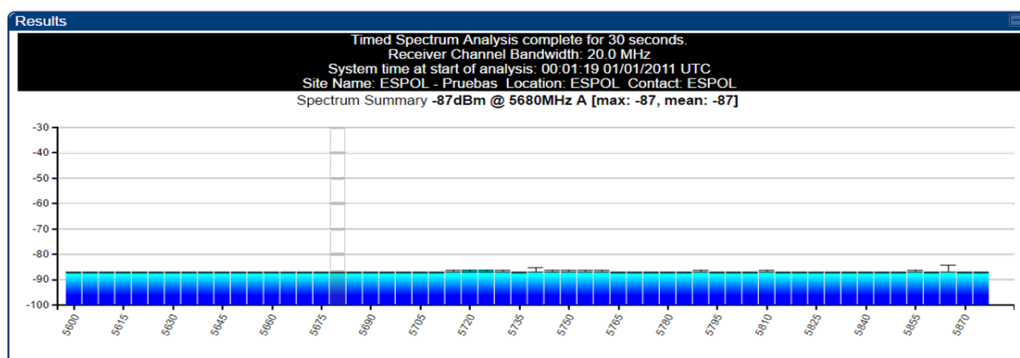 Results
Timed Spectrum Analysis complete for 30 seconds.
Receiver Channel Bandwidth: 20.0 MHz
System time at start of analysis: 00:01:19 01/01/2011 UTC
Site Name: ESPOL - Pruebas Location: ESPOL Contact: ESPOL
Spectrum Summary -87dBm @ 5680MHz A [max: -87, mean: -87]
-30
-40
-50
-60
-70
-80
-90
-100
5600 5615 5630 5645 5660 5675 5690 5705 5720 5735 5750 5765 5780 5795 5810 5825 5840 5855 5870